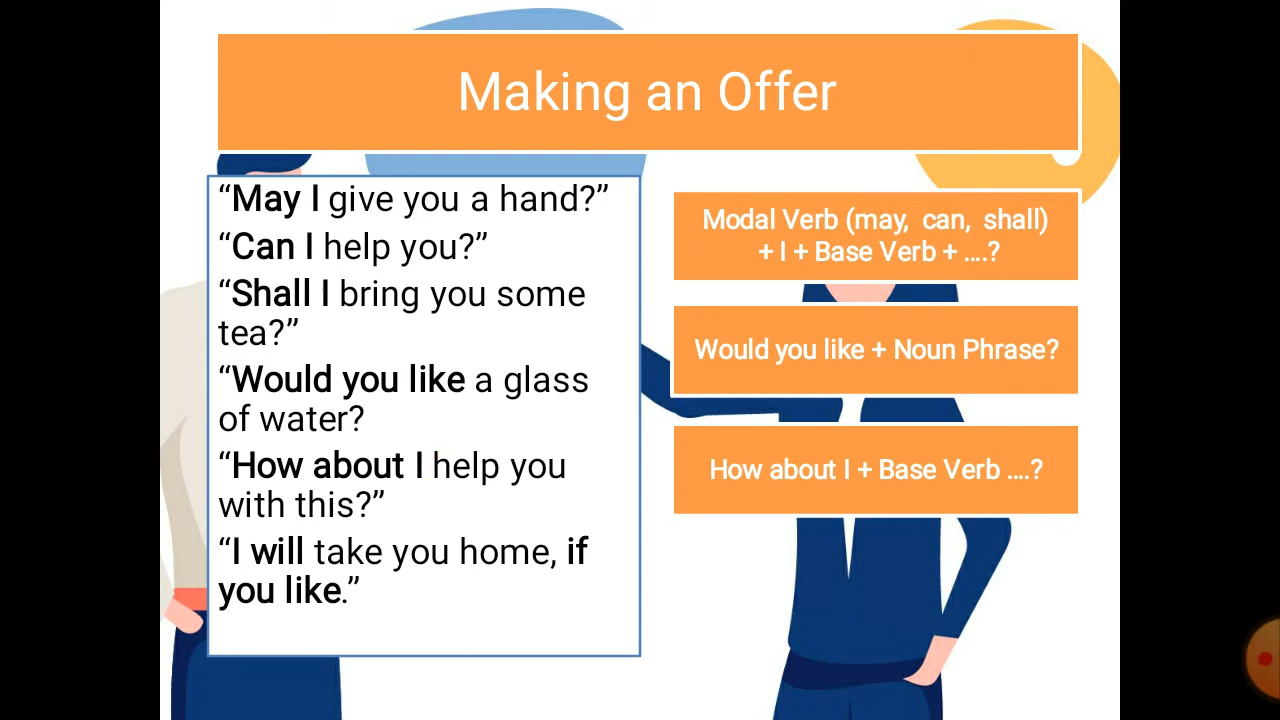 Making an Offer
“May I give you a hand?”
“Can I help you?”
“Shall I bring you some
tea?”
“Would you like a glass
of water?
“How about I help you
with this?”
“I will take you home, if
you like.”
Modal Verb (may, can, shall)
+ I + Base Verb + ....?
Would you like + Noun Phrase?
How about I + Base Verb ....?